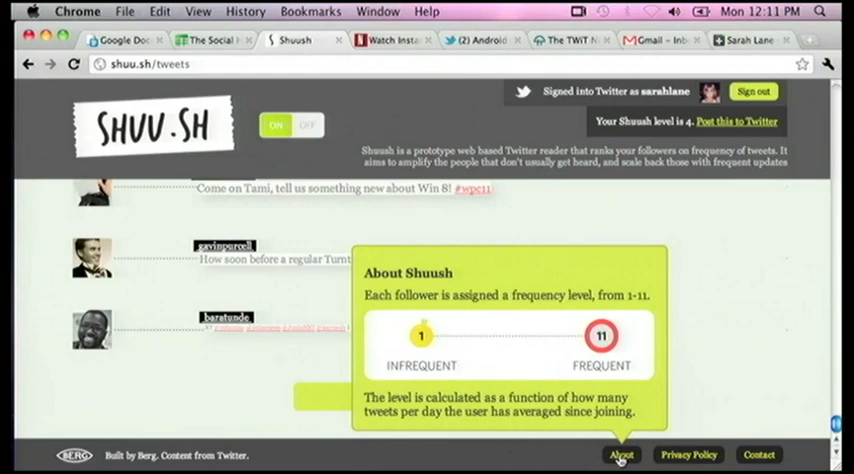 Chrome File Edit View History Bookmarks Window Help Mon 12:11 PM
Google Doc
The Social
Shuush
Watch Insta
(2) Android
The TWiT N
Gmail – Inb
Sarah Lane
shuu.sh/tweets
Signed into Twitter as sarahlane Sign out
SHUU.SH
ON OFF
Your Shuush level is 4. Post this to Twitter
Shuush is a prototype web based Twitter reader that ranks your followers on frequency of tweets. It
aims to amplify the people that don't usually get heard, and scale back those with frequent updates
Come on Tami, tell us something new about Win 8! #wpc11
gavinpurcell
How soon before a regular Turnt
baratunde
About Shuush
Each follower is assigned a frequency level, from 1-11.
1 11
INFREQUENT FREQUENT
The level is calculated as a function of how many
tweets per day the user has averaged since joining.
BERG Built by Berg. Content from Twitter. About Privacy Policy Contact